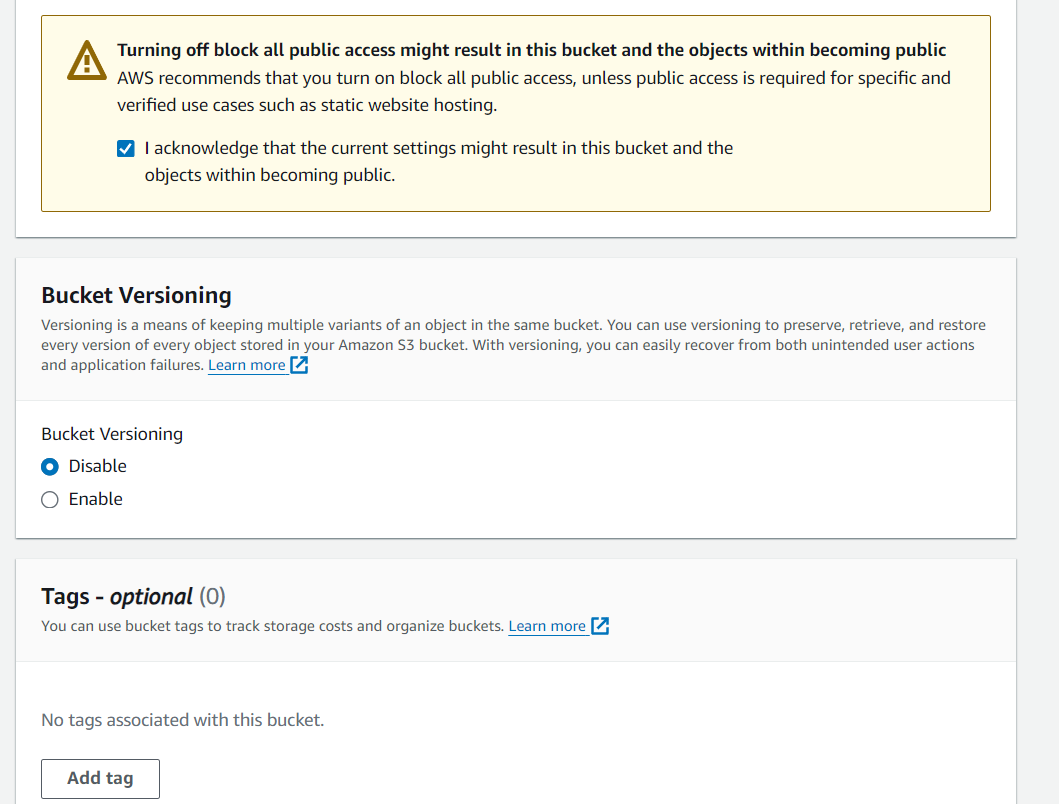 Turning off block all public access might result in this bucket and the objects within becoming public
AWS recommends that you turn on block all public access, unless public access is required for specific and
verified use cases such as static website hosting.
I acknowledge that the current settings might result in this bucket and the
objects within becoming public.
Bucket Versioning
Versioning is a means of keeping multiple variants of an object in the same bucket. You can use versioning to preserve, retrieve, and restore
every version of every object stored in your Amazon S3 bucket. With versioning, you can easily recover from both unintended user actions
and application failures. Learn more
Bucket Versioning
Disable
Enable
Tags - optional (0)
You can use bucket tags to track storage costs and organize buckets. Learn more
No tags associated with this bucket.
Add tag